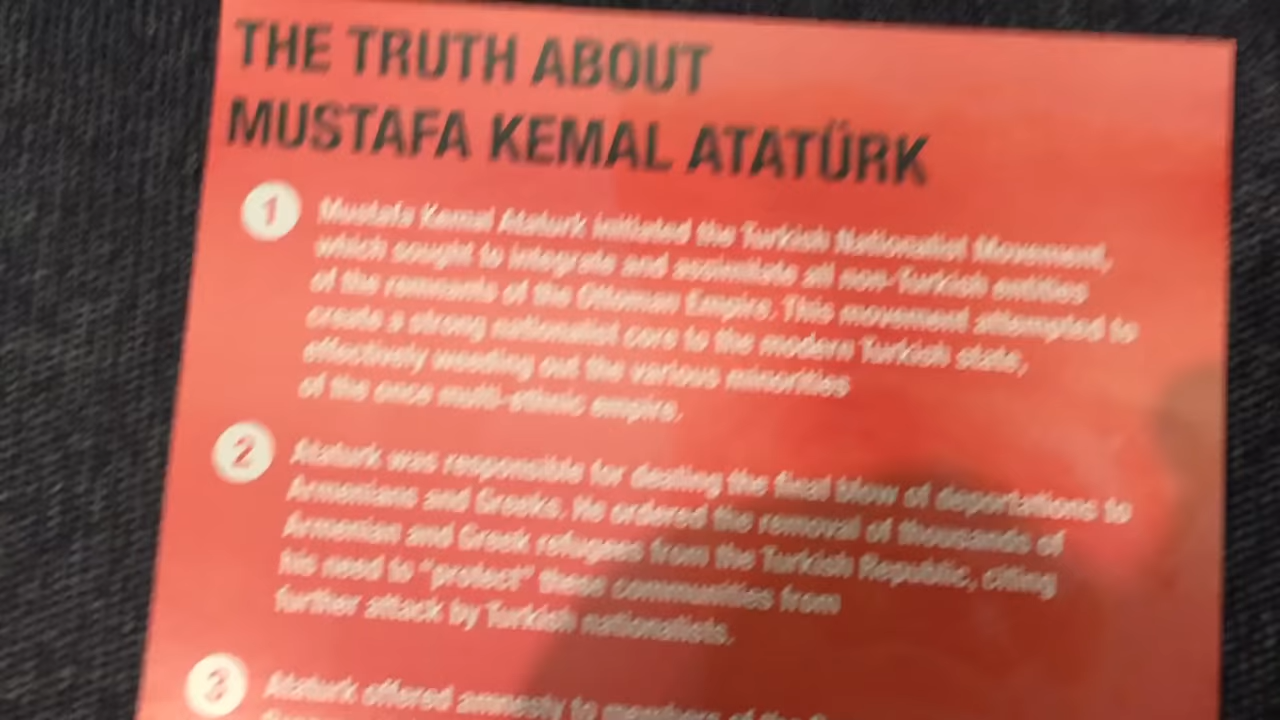 THE TRUTH ABOUT
MUSTAFA KEMAL ATATÜRK
1
Mustafa Kemal Ataturk initiated the Turkish Nationalist Movement,
which sought to integrate and assimilate all non-Turkish entities
of the remnants of the Ottoman Empire. This movement attempted to
create a strong nationalist core to the modern Turkish state,
effectively weeding out the various minorities
of the once multi-ethnic empire.
2
Ataturk was responsible for dealing the final blow of deportations to
Armenians and Greeks. He ordered the removal of thousands of
Armenian and Greek refugees from the Turkish Republic, citing
his need to "protect" these communities from
further attack by Turkish nationalists.
3
Ataturk offered amnesty to members of the